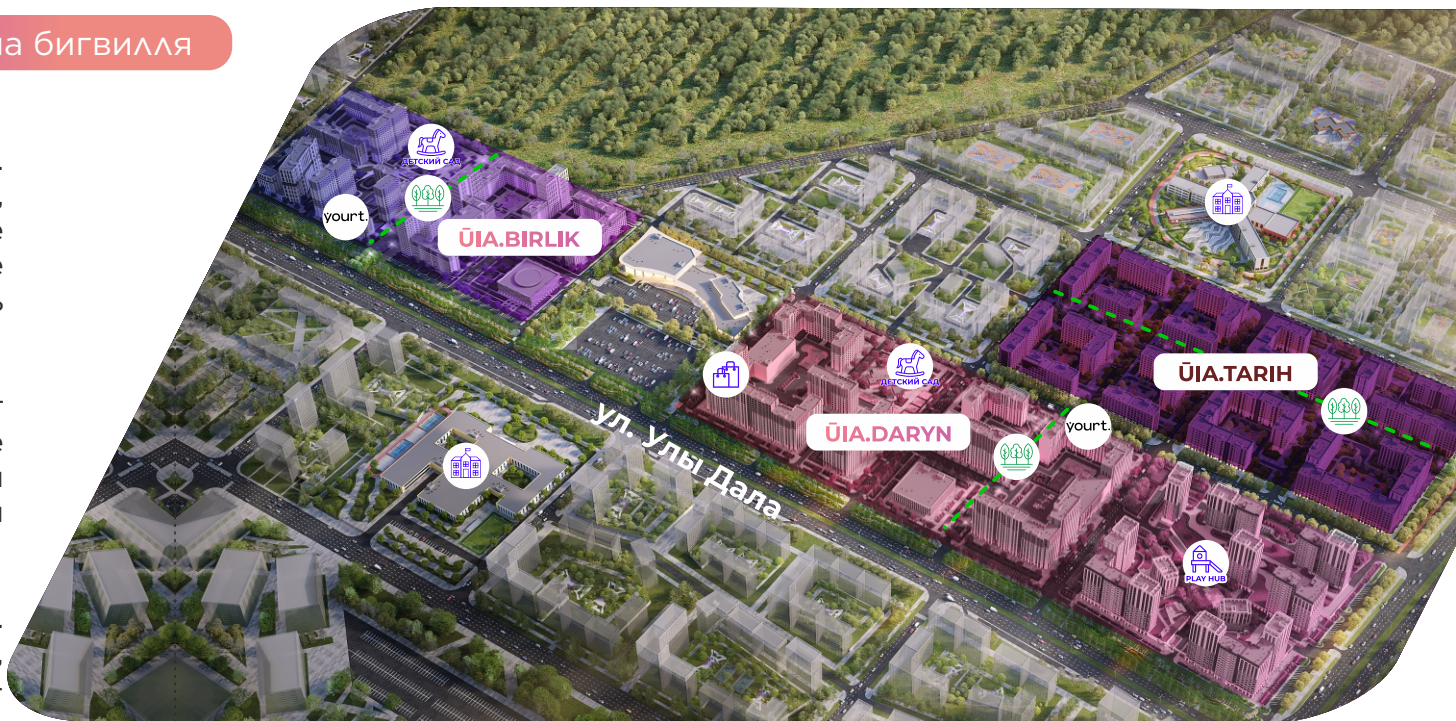 на бигвилля
ДЕТСКИЙ САД
yourt.
ŪIA.BIRLIK
ŪIA.TARIH
ДЕТСКИЙ САД
ул. Улы Дала
ŪIA.DARYN
yourt.
PLAY HUB